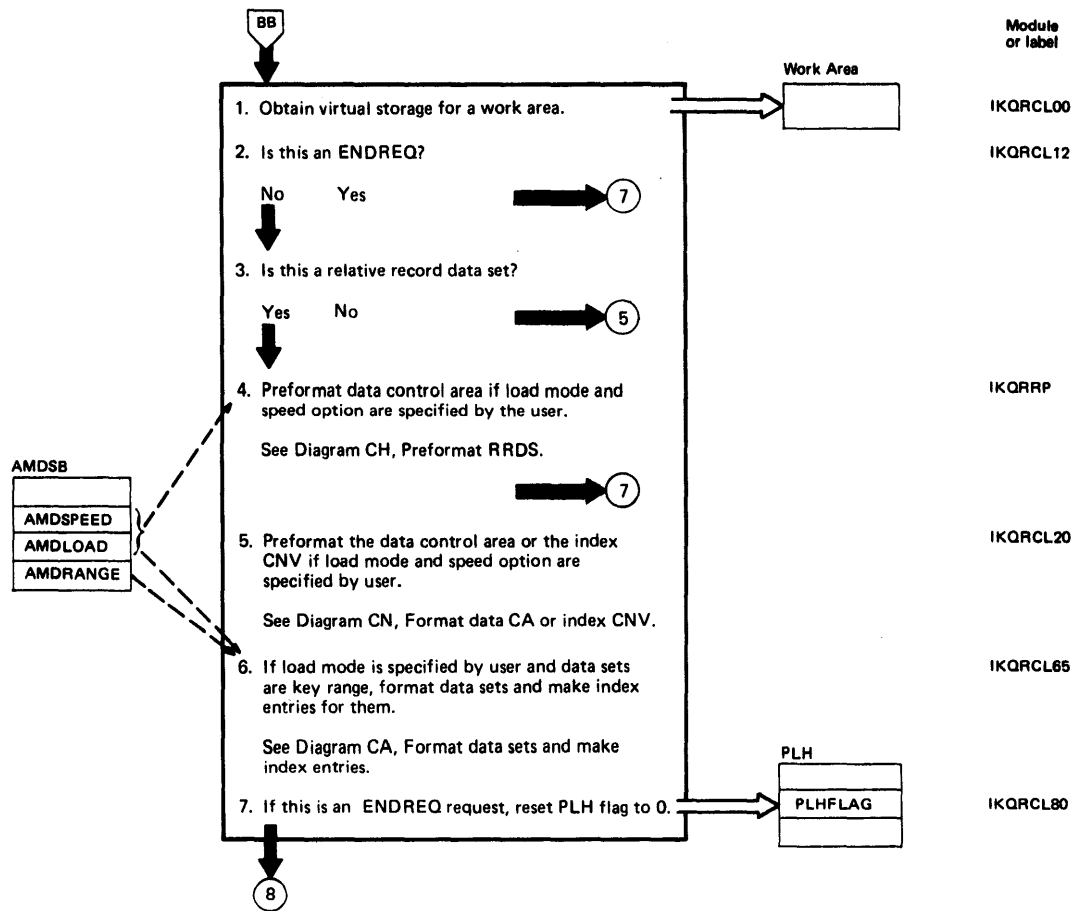 BB
Module
or label
Work Area
1. Obtain virtual storage for a work area.
IKQRCL00
2. Is this an ENDREQ?
IKQRCL12
No Yes
7
3. Is this a relative record data set?
Yes No
5
4. Preformat data control area if load mode and
speed option are specified by the user.
IKQRRP
See Diagram CH, Preformat RRDS.
7
AMDSB
AMDSPEED
AMDLOAD
AMDRANGE
5. Preformat the data control area or the index
CNV if load mode and speed option are
specified by user.
IKQRCL20
See Diagram CN, Format data CA or index CNV.
6. If load mode is specified by user and data sets
are key range, format data sets and make index
entries for them.
IKQRCL65
See Diagram CA, Format data sets and make
index entries.
PLH
7. If this is an ENDREQ request, reset PLH flag to 0.
PLHFLAG
IKQRCL80
8